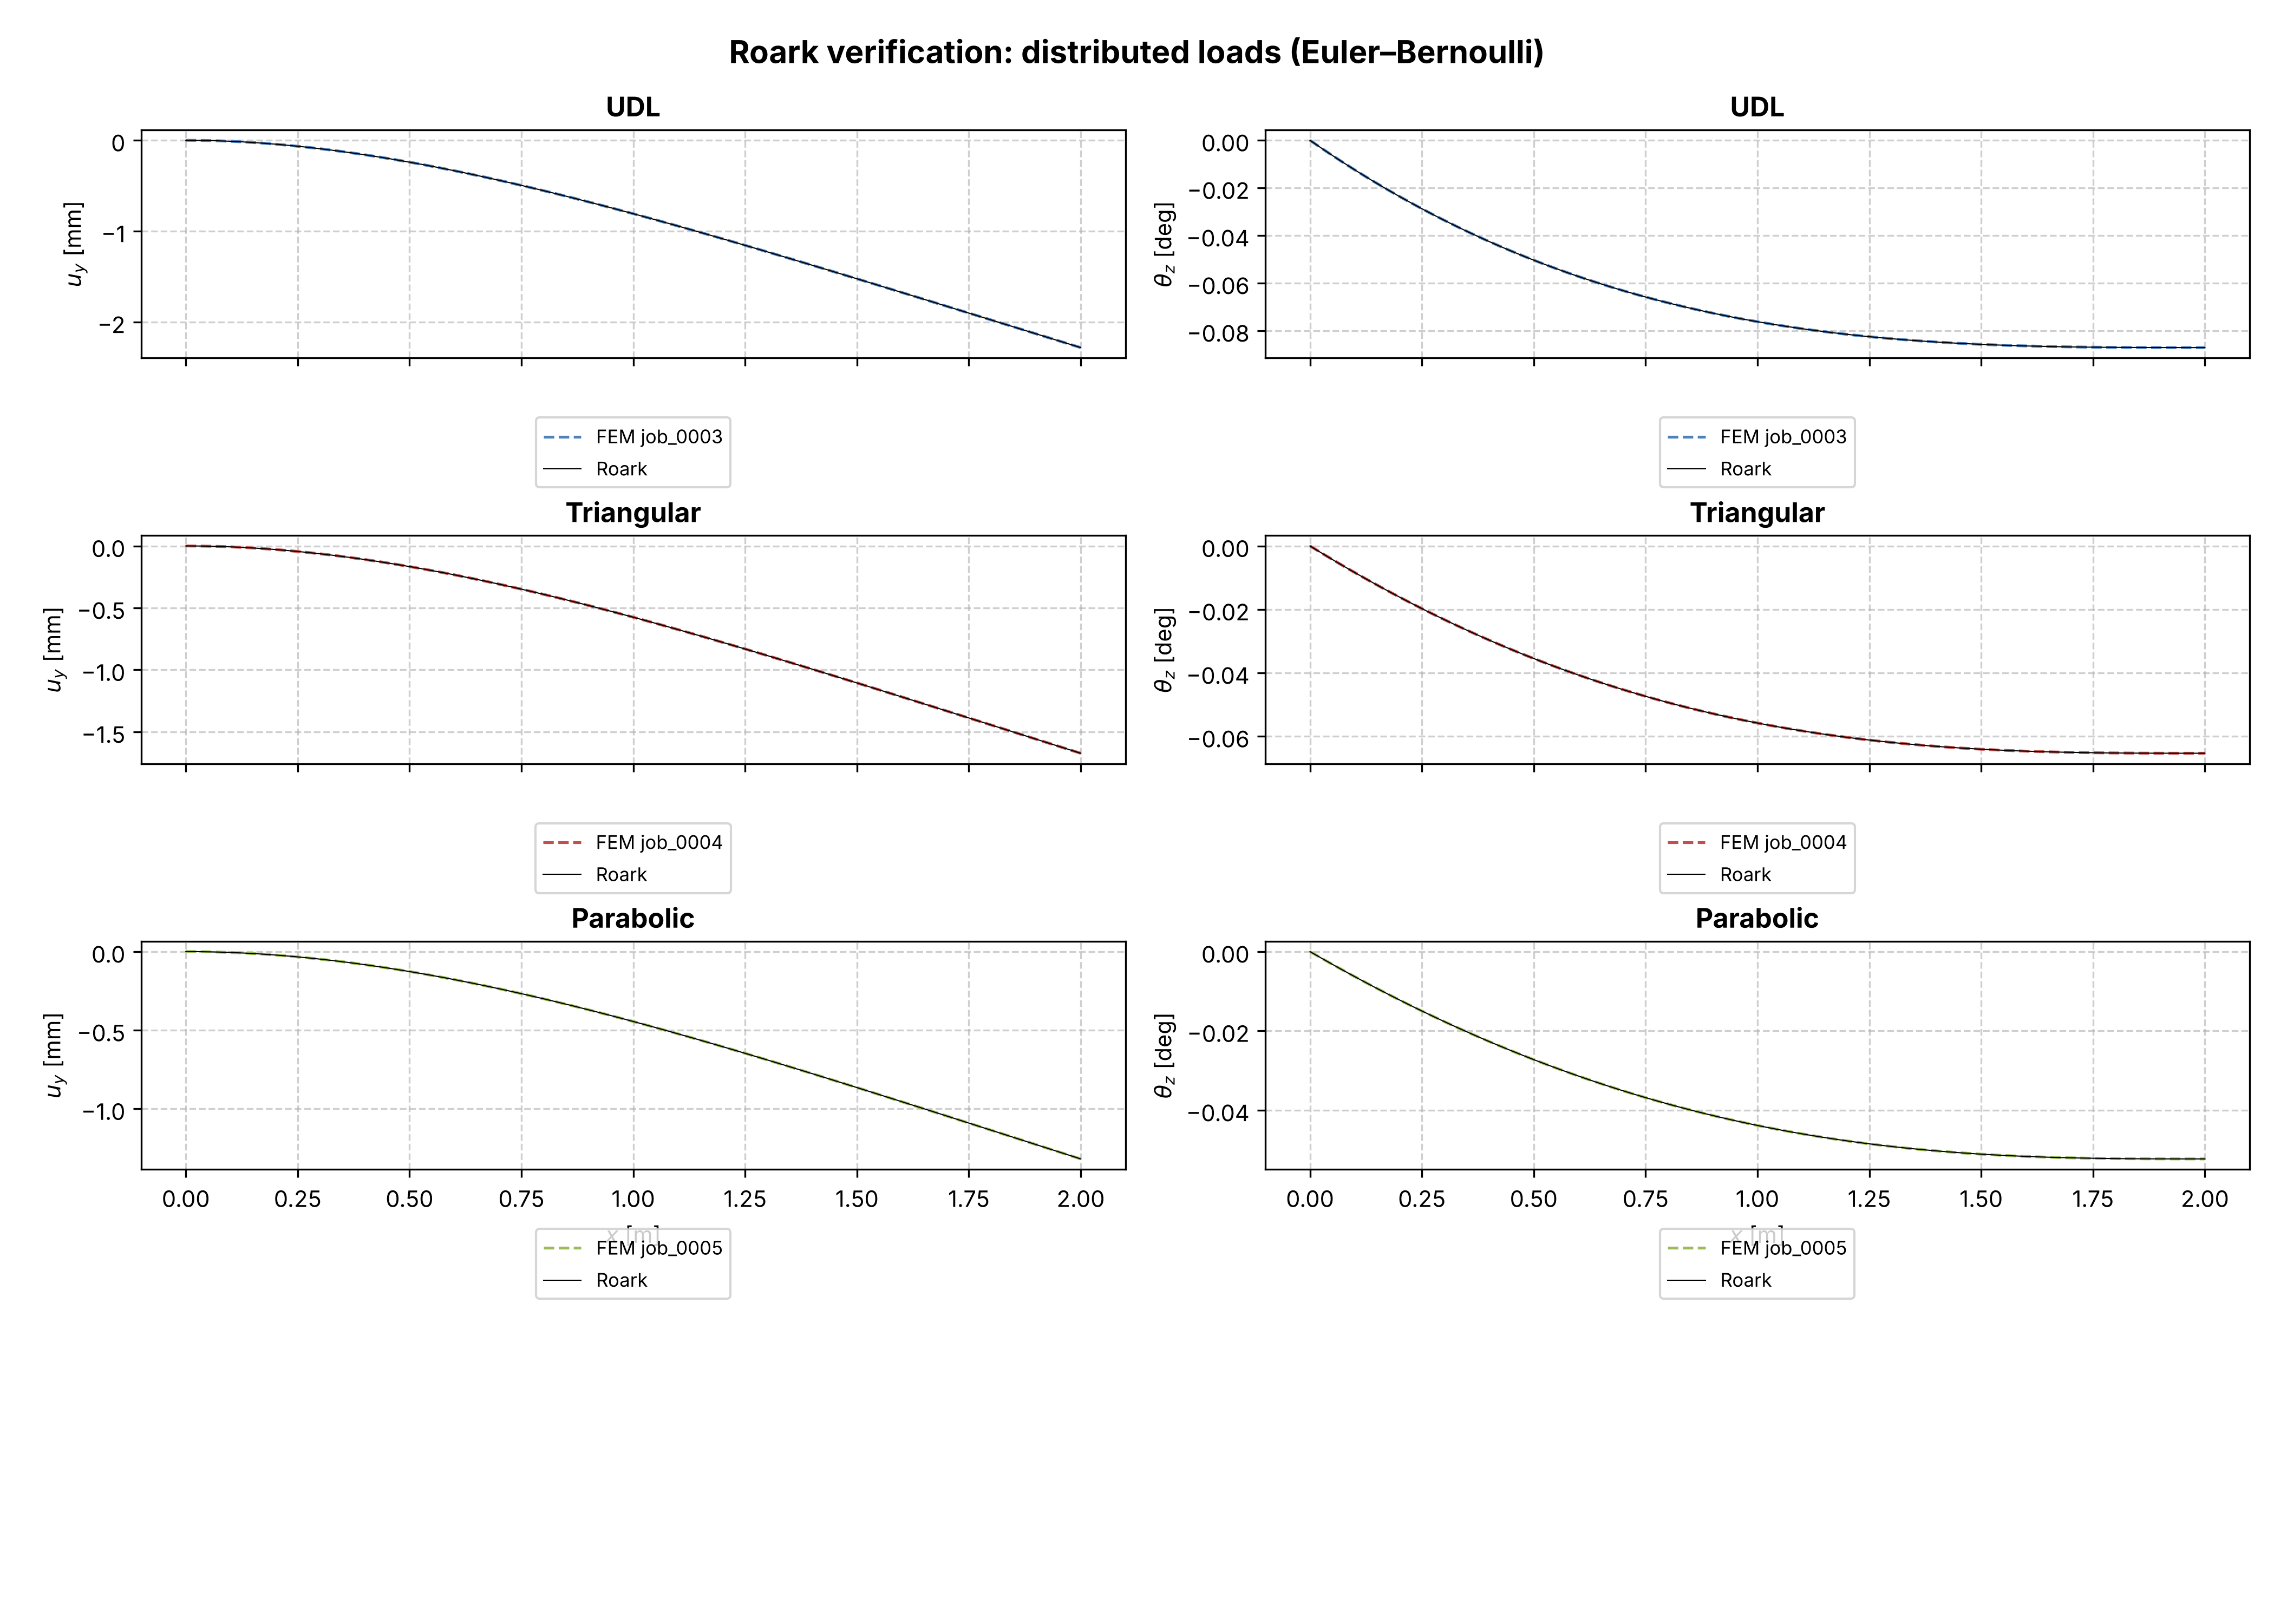 Roark verification: distributed loads (Euler–Bernoulli)
UDL
0
−1
−2
u_y [mm]
FEM job_0003
Roark
UDL
0.00
−0.02
−0.04
−0.06
−0.08
θ_z [deg]
FEM job_0003
Roark
Triangular
0.0
−0.5
−1.0
−1.5
u_y [mm]
FEM job_0004
Roark
Triangular
0.00
−0.02
−0.04
−0.06
θ_z [deg]
FEM job_0004
Roark
Parabolic
0.0
−0.5
−1.0
u_y [mm]
0.00 0.25 0.50 0.75 1.00 1.25 1.50 1.75 2.00
x [m]
FEM job_0005
Roark
Parabolic
0.00
−0.02
−0.04
θ_z [deg]
0.00 0.25 0.50 0.75 1.00 1.25 1.50 1.75 2.00
x [m]
FEM job_0005
Roark